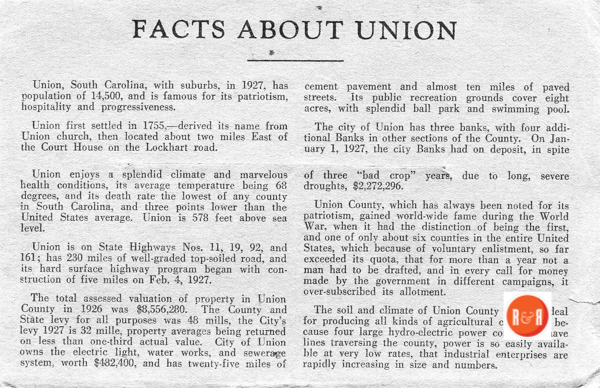 FACTS ABOUT UNION
Union, South Carolina, with suburbs, in 1927, has
population of 14,500, and is famous for its patriotism,
hospitality and progressiveness.
Union first settled in 1755,—derived its name from
Union church, then located about two miles East of
the Court House on the Lockhart road.
Union enjoys a splendid climate and marvelous
health conditions, its average temperature being 68
degrees, and its death rate the lowest of any county
in South Carolina, and three points lower than the
United States average. Union is 578 feet above sea
level.
Union is on State Highways Nos. 11, 19, 92, and
161; has 230 miles of well-graded top-soiled road, and
its hard surface highway program began with con-
struction of five miles on Feb. 4, 1927.
The total assessed valuation of property in Union
County in 1926 was $8,556,280. The County and
State levy for all purposes was 48 mills, the City's
levy 1927 is 32 mille, property averages being returned
on less than one-third actual value. City of Union
owns the electric light, water works, and sewerage
system, worth $482,400, and has twenty-five miles of
cement pavement and almost ten miles of paved
streets. Its public recreation grounds cover eight
acres, with splendid ball park and swimming pool.
The city of Union has three banks, with four addi-
tional Banks in other sections of the County. On Jan-
uary 1, 1927, the city Banks had on deposit, in spite
of three "bad crop" years, due to long, severe
droughts, $2,272,296.
Union County, which has always been noted for its
patriotism, gained world-wide fame during the World
War, when it had the distinction of being the first,
and one of only about six counties in the entire United
States, which because of voluntary enlistment, so far
exceeded its quota, that for more than a year not a
man had to be drafted, and in every call for money
made by the government in different campaigns, it
over-subscribed its allotment.
The soil and climate of Union County deal
for producing all kinds of agricultural c be-
cause four large hydro-electric power co ave
lines traversing the county, power is so easily availa-
ble at very low rates, that industrial enterprises are
rapidly increasing in size and numbers.
R&R